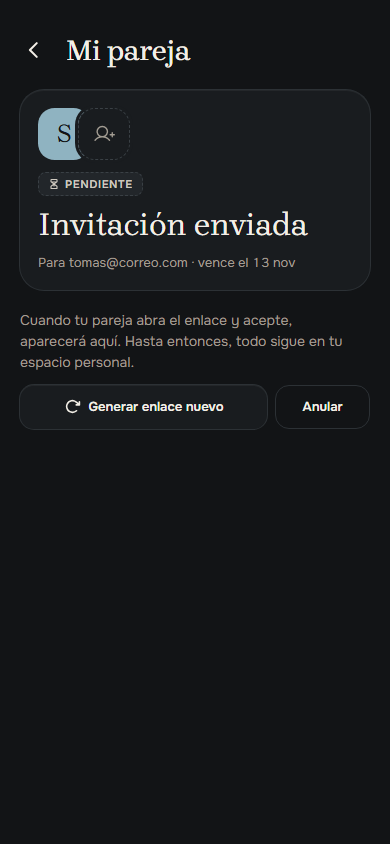 Mi pareja
S
PENDIENTE
Invitación enviada
Para tomas@correo.com · vence el 13 nov
Cuando tu pareja abra el enlace y acepte,
aparecerá aquí. Hasta entonces, todo sigue en tu
espacio personal.
Generar enlace nuevo
Anular